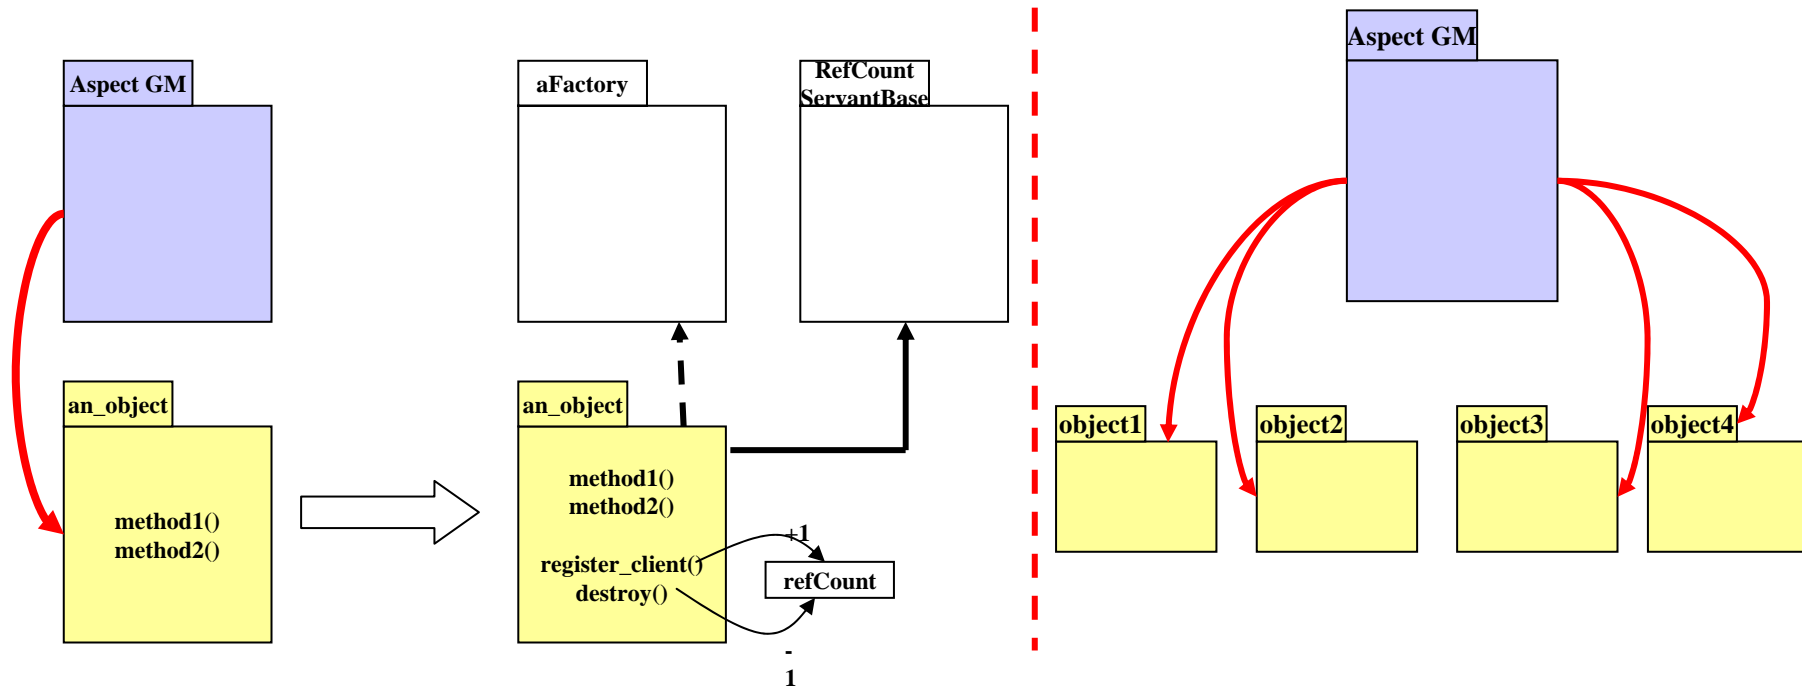 Aspect GM
an_object
method1()
method2()
aFactory
RefCount
ServantBase
an_object
method1()
method2()
register_client()
destroy()
+1
refCount
-
1
Aspect GM
object1
object2
object3
object4